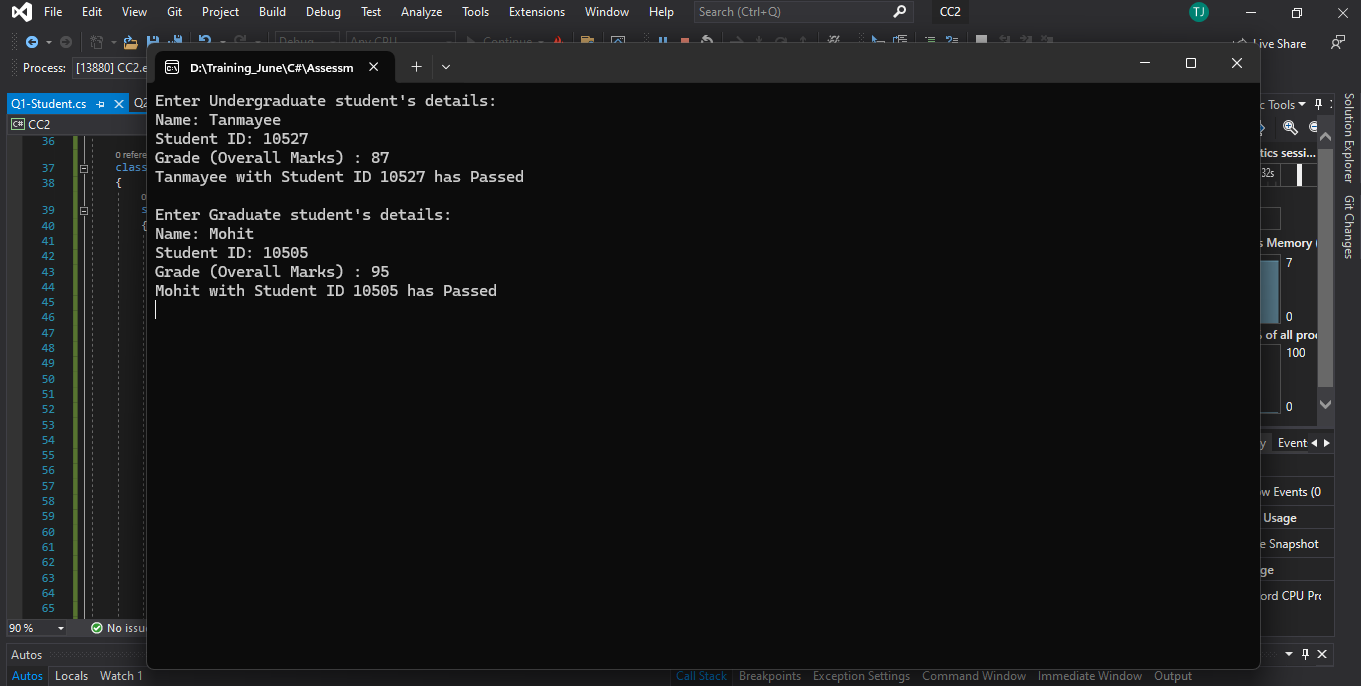 File Edit View Git Project Build Debug Test Analyze Tools Extensions Window Help Search (Ctrl+Q) CC2 TJ
Debug Any CPU Continue Live Share
Process: [13880] CC2.e
D:\Training_June\C#\Assessm
Q1-Student.cs Q2
C# CC2
Enter Undergraduate student's details:
Name: Tanmayee
Student ID: 10527
Grade (Overall Marks) : 87
Tanmayee with Student ID 10527 has Passed
Enter Graduate student's details:
Name: Mohit
Student ID: 10505
Grade (Overall Marks) : 95
Mohit with Student ID 10505 has Passed
36
0 refere
37 class
38 {
0
39 s
40 {
41
42
43
44
45
46
47
48
49
50
51
52
53
54
55
56
57
58
59
60
61
62
63
64
65
90 % No issu
c Tools
tics sessi...
32s
s Memory (
7
0
of all proc
100
0
y Event
ow Events (0
Usage
e Snapshot
ge
ord CPU Pro
Solution Explorer
Git Changes
Autos
Autos Locals Watch 1 Call Stack Breakpoints Exception Settings Command Window Immediate Window Output